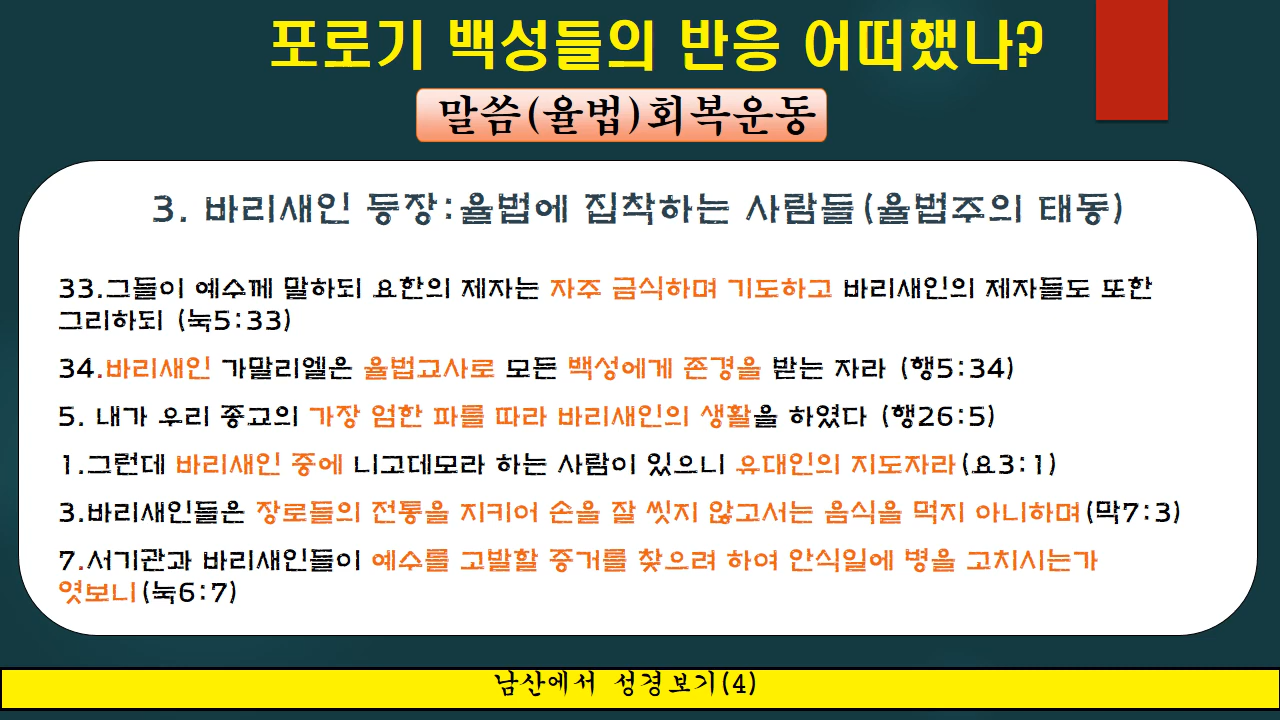 포로기 백성들의 반응 어떠했나?
말씀(율법)회복운동
3. 바리새인 등장:율법에 집착하는 사람들(율법주의 태동)
33.그들이 예수께 말하되 요한의 제자는 자주 금식하며 기도하고 바리새인의 제자들도 또한
그리하되 (눅5:33)
34.바리새인 가말리엘은 율법교사로 모든 백성에게 존경을 받는 자라 (행5:34)
5. 내가 우리 종교의 가장 엄한 파를 따라 바리새인의 생활을 하였다 (행26:5)
1.그런데 바리새인 중에 니고데모라 하는 사람이 있으니 유대인의 지도자라(요3:1)
3.바리새인들은 장로들의 전통을 지키어 손을 잘 씻지 않고서는 음식을 먹지 아니하며(막7:3)
7.서기관과 바리새인들이 예수를 고발할 증거를 찾으려 하여 안식일에 병을 고치시는가
엿보니(눅6:7)
남산에서 성경보기(4)